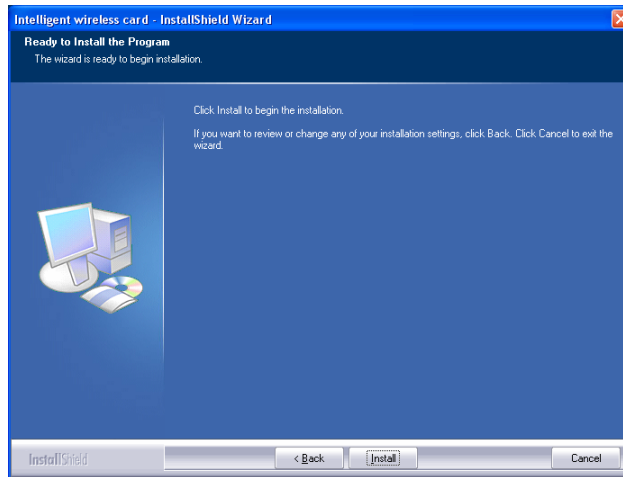 Intelligent wireless card - InstallShield Wizard
Ready to Install the Program
The wizard is ready to begin installation.
Click Install to begin the installation.
If you want to review or change any of your installation settings, click Back. Click Cancel to exit the
wizard.
InstallShield
< Back
Install
Cancel